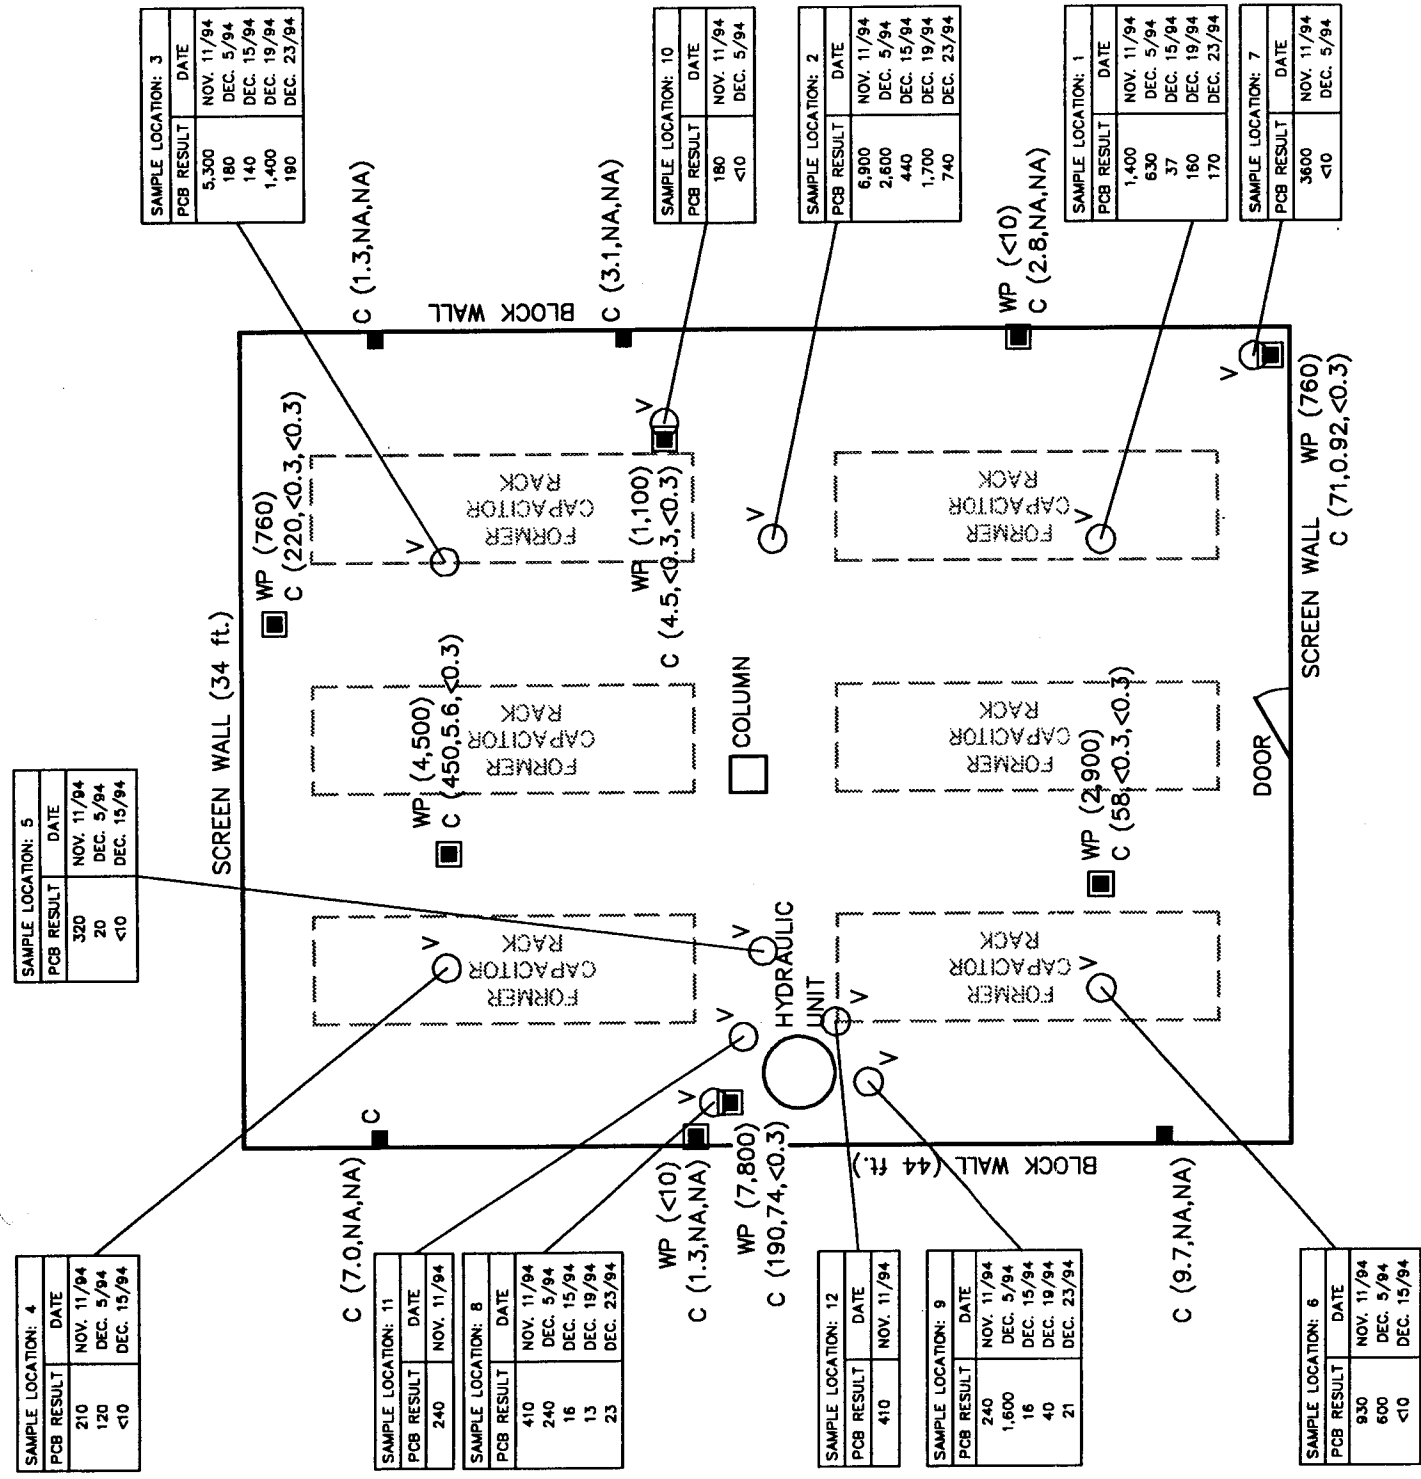 SAMPLE LOCATION: 4
PCB RESULT DATE
210 NOV. 11/94
120 DEC. 5/94
<10 DEC. 15/94
SAMPLE LOCATION: 5
PCB RESULT DATE
320 NOV. 11/94
20 DEC. 5/94
<10 DEC. 15/94
SAMPLE LOCATION: 3
PCB RESULT DATE
5,300 NOV. 11/94
180 DEC. 5/94
140 DEC. 15/94
1,400 DEC. 19/94
190 DEC. 23/94
SAMPLE LOCATION: 11
PCB RESULT DATE
240 NOV. 11/94
SAMPLE LOCATION: 8
PCB RESULT DATE
410 NOV. 11/94
240 DEC. 5/94
16 DEC. 15/94
13 DEC. 19/94
23 DEC. 23/94
SAMPLE LOCATION: 10
PCB RESULT DATE
180 NOV. 11/94
<10 DEC. 5/94
SAMPLE LOCATION: 12
PCB RESULT DATE
410 NOV. 11/94
SAMPLE LOCATION: 2
PCB RESULT DATE
6,900 NOV. 11/94
2,600 DEC. 5/94
440 DEC. 15/94
1,700 DEC. 19/94
740 DEC. 23/94
SAMPLE LOCATION: 9
PCB RESULT DATE
240 NOV. 11/94
1,600 DEC. 5/94
16 DEC. 15/94
40 DEC. 19/94
21 DEC. 23/94
SAMPLE LOCATION: 1
PCB RESULT DATE
1,400 NOV. 11/94
630 DEC. 5/94
37 DEC. 15/94
160 DEC. 19/94
170 DEC. 23/94
SAMPLE LOCATION: 6
PCB RESULT DATE
930 NOV. 11/94
600 DEC. 5/94
<10 DEC. 15/94
SAMPLE LOCATION: 7
PCB RESULT DATE
3600 NOV. 11/94
<10 DEC. 5/94
SCREEN WALL (34 ft.)
WP (760)
C (220,<0.3,<0.3)
C (7.0,NA,NA)
C
C (1.3,NA,NA)
BLOCK WALL
WP (4,500)
C (450,5.6,<0.3)
V
V
FORMER
CAPACITOR
RACK
FORMER
CAPACITOR
RACK
FORMER
CAPACITOR
RACK
C (3.1,NA,NA)
WP (1,100)
C (4.5,<0.3,<0.3)
V
WP (<10)
C (1.3,NA,NA)
V
V
V
V
COLUMN
WP (7,800)
C (190,74,<0.3)
HYDRAULIC
UNIT
V
V
BLOCK WALL (44 ft.)
FORMER
CAPACITOR
RACK
FORMER
CAPACITOR
RACK
FORMER
CAPACITOR
RACK
WP (<10)
C (2.8,NA,NA)
V
V
WP (2,900)
C (58,<0.3,<0.3)
C (9.7,NA,NA)
V
DOOR
SCREEN WALL
WP (760)
C (71,0.92,<0.3)